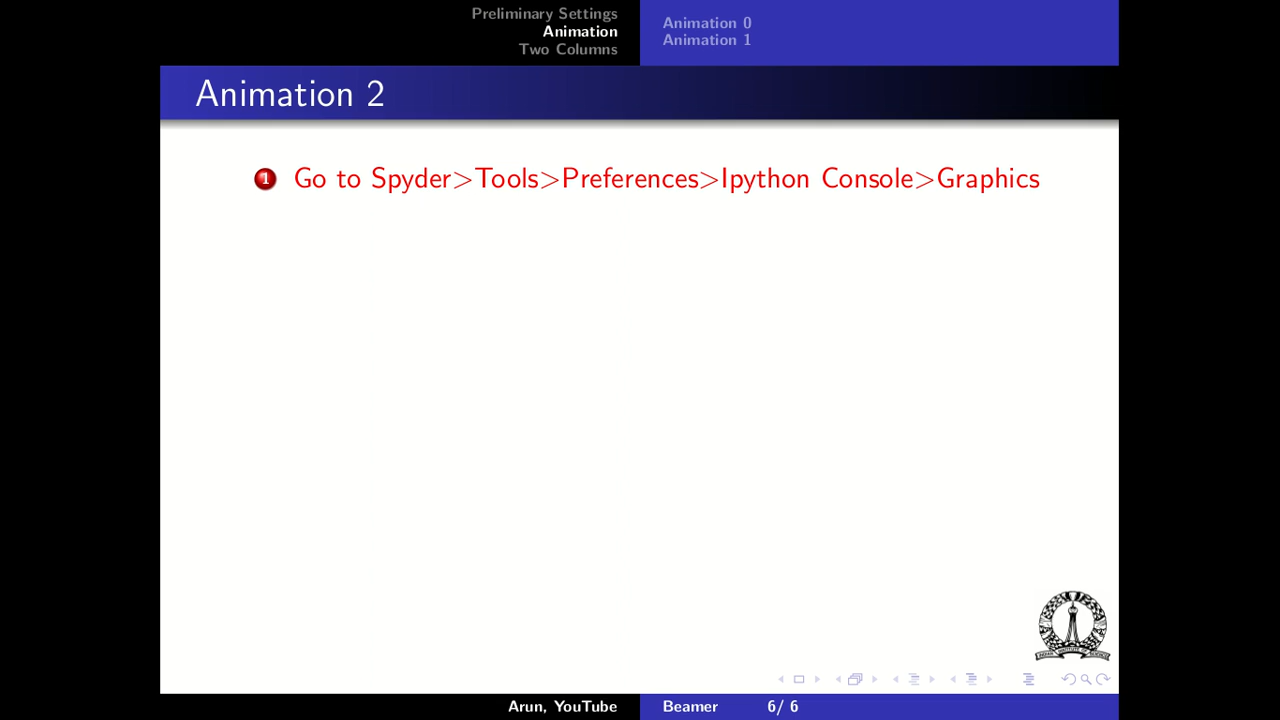 Preliminary Settings
Animation
Two Columns
Animation 0
Animation 1
Animation 2
1 Go to Spyder>Tools>Preferences>Ipython Console>Graphics
Arun, YouTube
Beamer
6/ 6